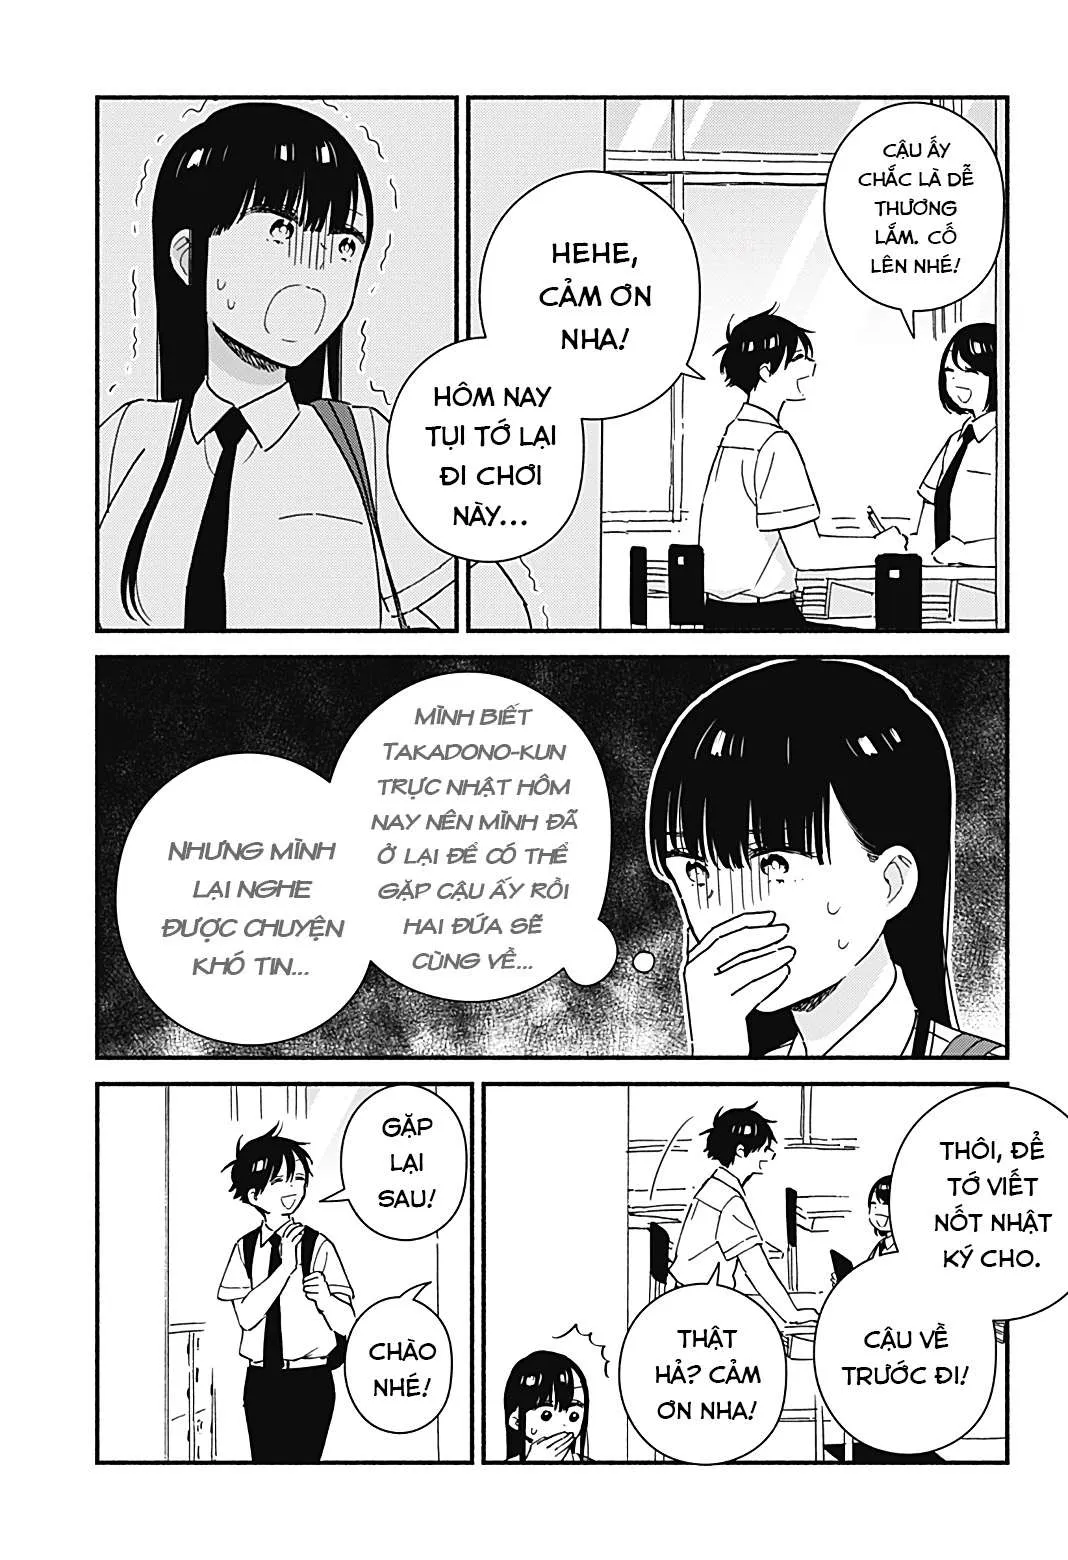 CẬU ẤY
CHẮC LÀ DỄ
THƯƠNG
LẮM. CỐ
LÊN NHÉ!
HEHE,
CẢM ƠN
NHA!
HÔM NAY
TỤI TỚ LẠI
ĐI CHƠI
NÀY...
MÌNH BIẾT
TAKADONO-KUN
TRỰC NHẬT HÔM
NAY NÊN MÌNH ĐÃ
Ở LẠI ĐỂ CÓ THỂ
GẶP CẬU ẤY RỒI
HAI ĐỨA SẼ
CÙNG VỀ...
NHƯNG MÌNH
LẠI NGHE
ĐƯỢC CHUYỆN
KHÓ TIN...
THÔI, ĐỂ
TỚ VIẾT
NỐT NHẬT
KÝ CHO.
CẬU VỀ
TRƯỚC ĐI!
THẬT
HẢ? CẢM
ƠN NHA!
GẶP
LẠI
SAU!
CHÀO
NHÉ!